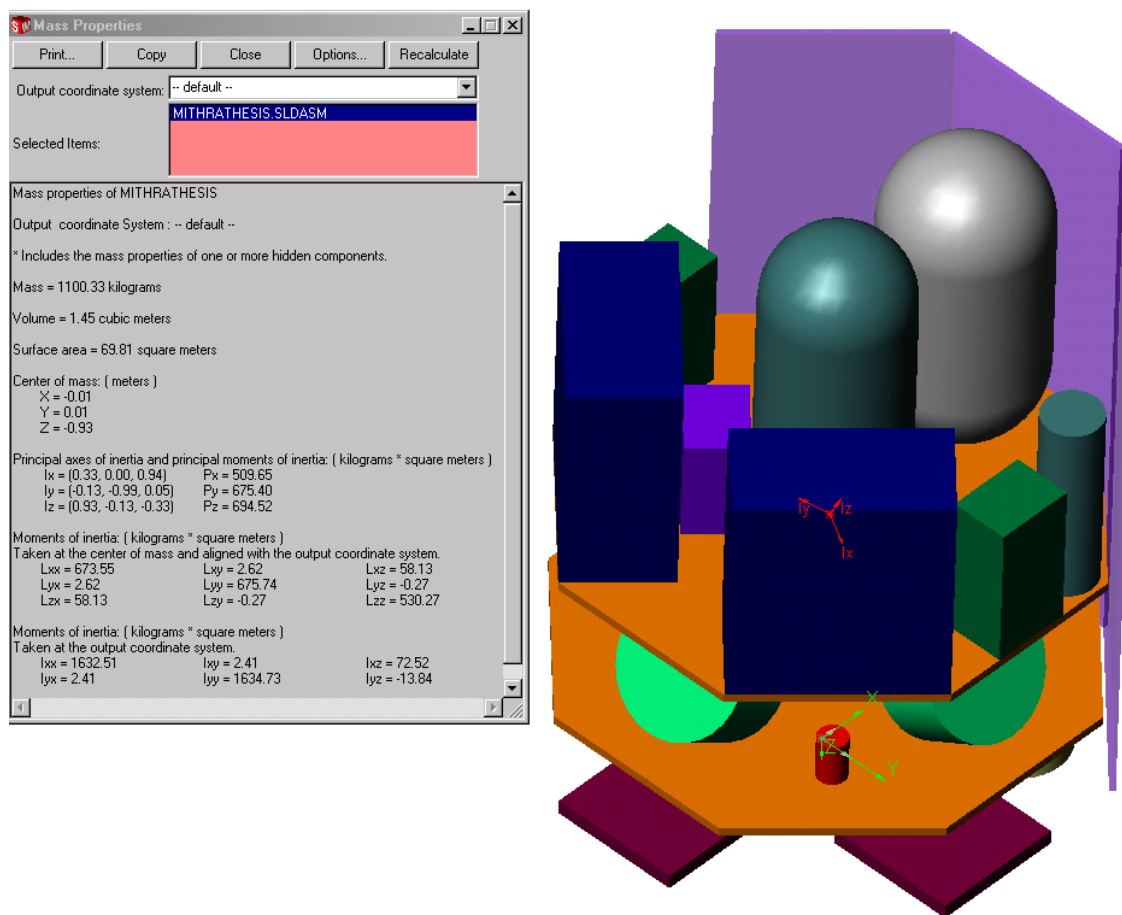 SW Mass Properties
Print... Copy Close Options... Recalculate
Output coordinate system: -- default --
MITHRATHESIS.SLDASM
Selected Items:
Mass properties of MITHRATHESIS
Output coordinate System : -- default --
* Includes the mass properties of one or more hidden components.
Mass = 1100.33 kilograms
Volume = 1.45 cubic meters
Surface area = 69.81 square meters
Center of mass: ( meters )
X = -0.01
Y = 0.01
Z = -0.93
Principal axes of inertia and principal moments of inertia: ( kilograms * square meters )
Ix = (0.33, 0.00, 0.94) Px = 509.65
Iy = (-0.13, -0.99, 0.05) Py = 675.40
Iz = (0.93, -0.13, -0.33) Pz = 694.52
Moments of inertia: ( kilograms * square meters )
Taken at the center of mass and aligned with the output coordinate system.
Lxx = 673.55 Lxy = 2.62 Lxz = 58.13
Lyx = 2.62 Lyy = 675.74 Lyz = -0.27
Lzx = 58.13 Lzy = -0.27 Lzz = 530.27
Moments of inertia: ( kilograms * square meters )
Taken at the output coordinate system.
Ixx = 1632.51 Ixy = 2.41 Ixz = 72.52
Iyx = 2.41 Iyy = 1634.73 Iyz = -13.84
Iy Iz
Ix
X
Z
Y